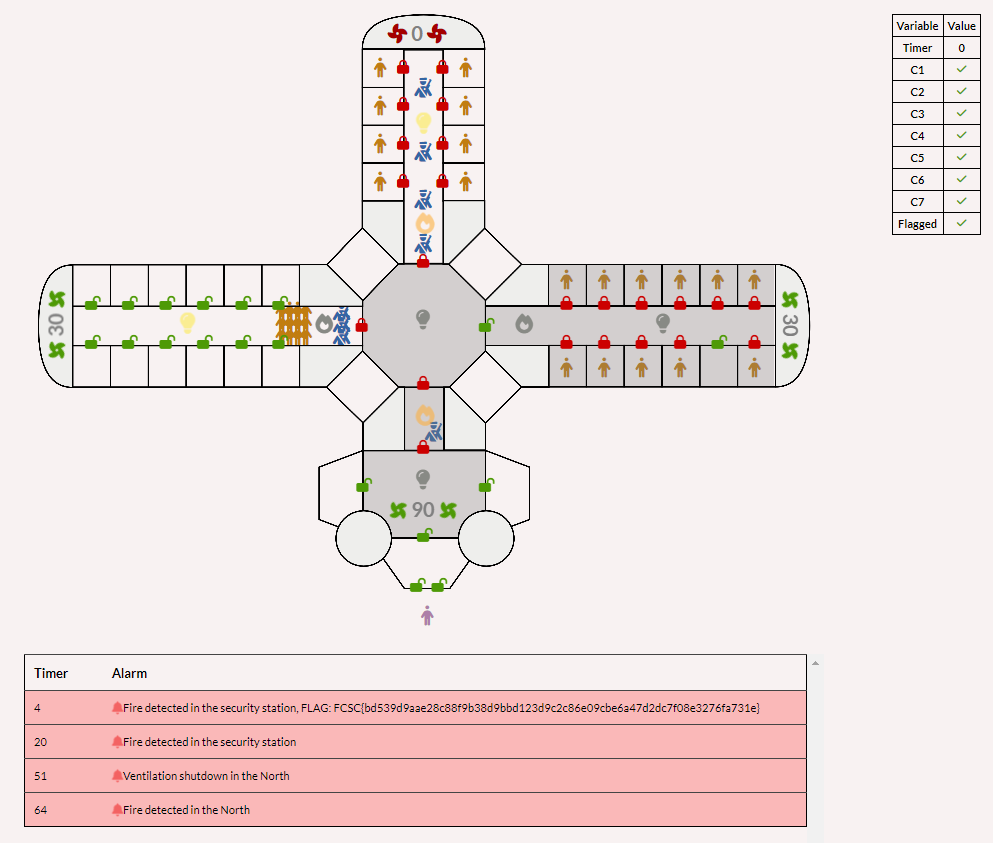 0
Variable Value
Timer 0
C1
C2
C3
C4
C5
C6
C7
Flagged
30
30
90
Timer Alarm
4 Fire detected in the security station, FLAG: FCSC{bd539d9aae28c88f9b38d9bbd123d9c2c86e09cbe6a47d2dc7f08e3276fa731e}
20 Fire detected in the security station
51 Ventilation shutdown in the North
64 Fire detected in the North